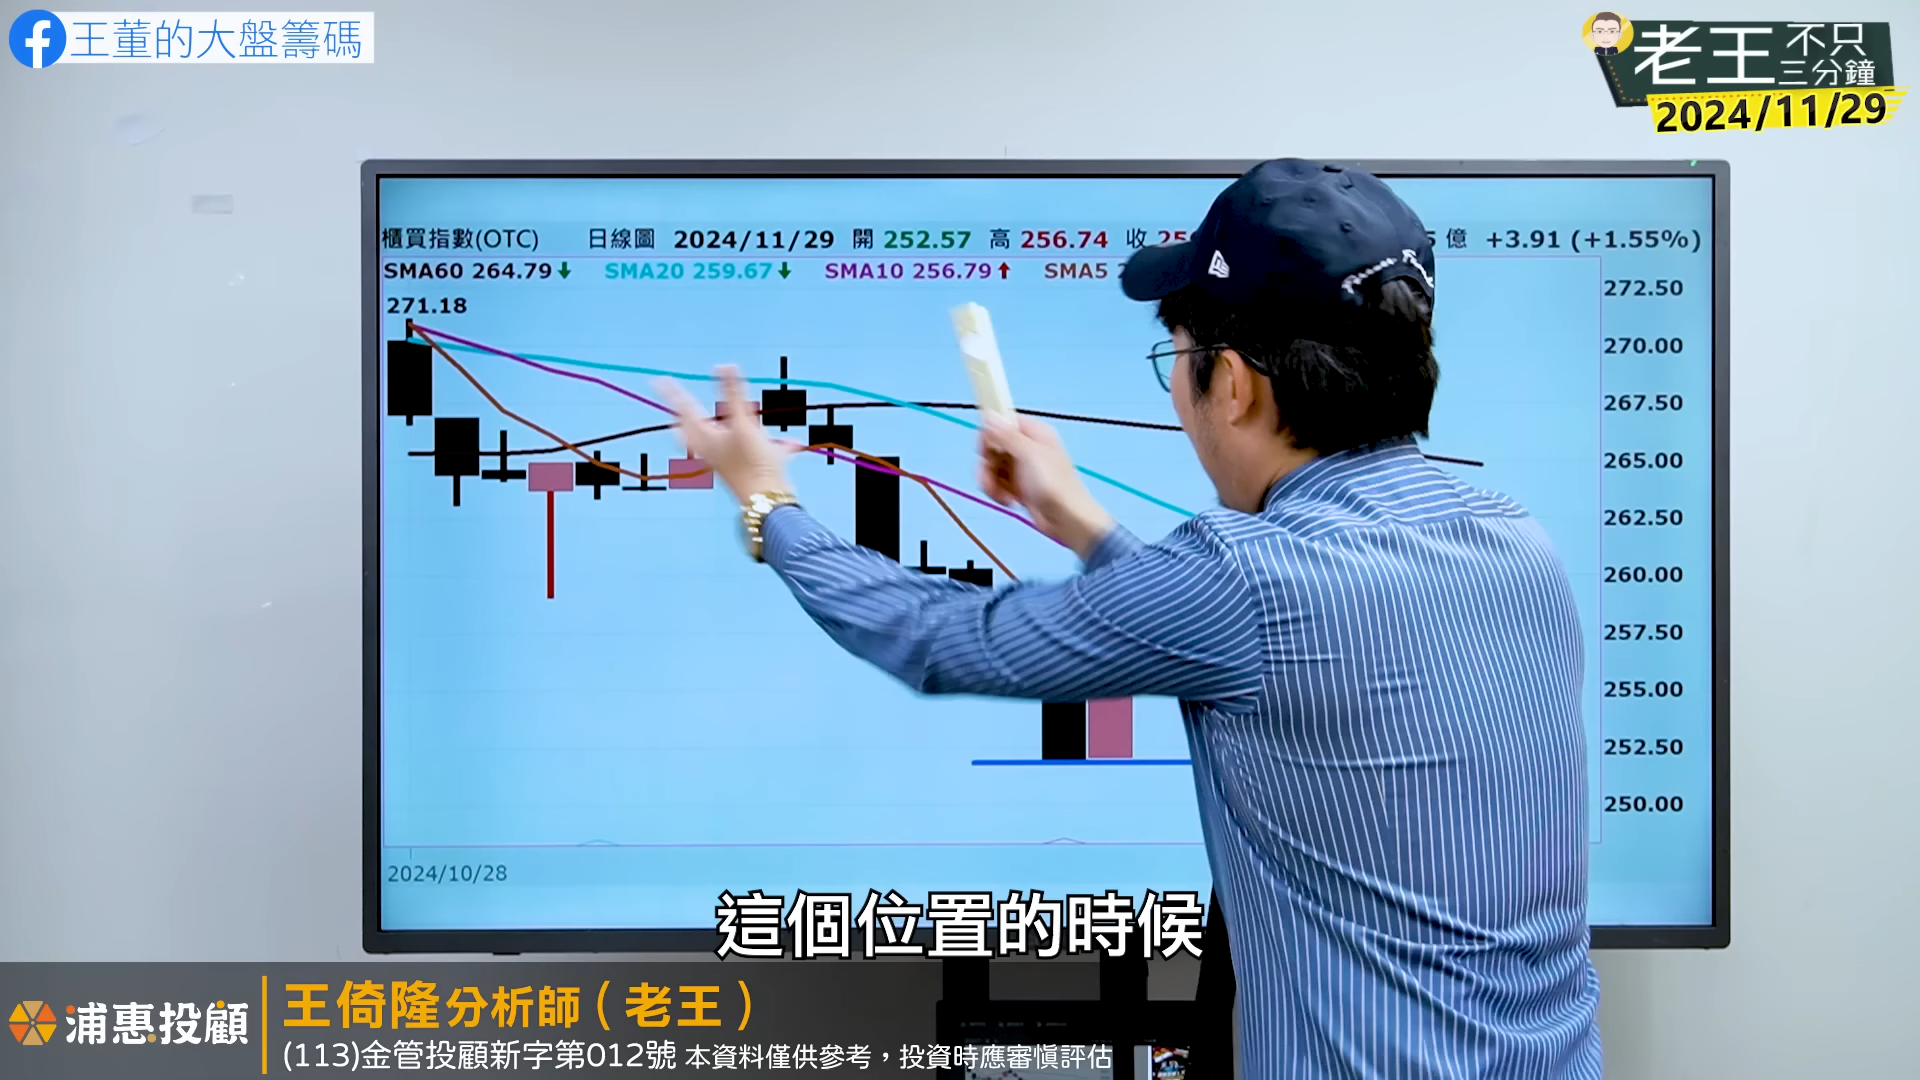 王董的大盤籌碼
老王不只三分鐘
2024/11/29
櫃買指數(OTC) 日線圖 2024/11/29 開 252.57 高 256.74 收 億 +3.91 (+1.55%)
SMA60 264.79↓ SMA20 259.67↓ SMA10 256.79↑ SMA5
271.18
272.50
270.00
267.50
265.00
262.50
260.00
257.50
255.00
252.50
250.00
2024/10/28
這個位置的時候
浦惠投顧
王倚隆分析師(老王)
(113)金管投顧新字第012號 本資料僅供參考，投資時應審慎評估